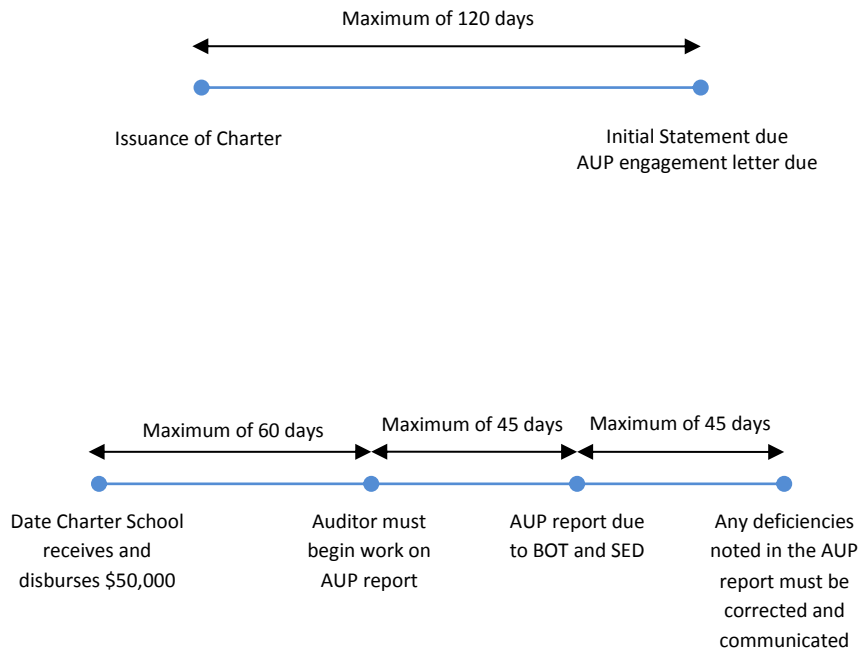 Maximum of 120 days
Issuance of Charter
Initial Statement due
AUP engagement letter due
Maximum of 60 days
Maximum of 45 days
Maximum of 45 days
Date Charter School
receives and
disburses $50,000
Auditor must
begin work on
AUP report
AUP report due
to BOT and SED
Any deficiencies
noted in the AUP
report must be
corrected and
communicated